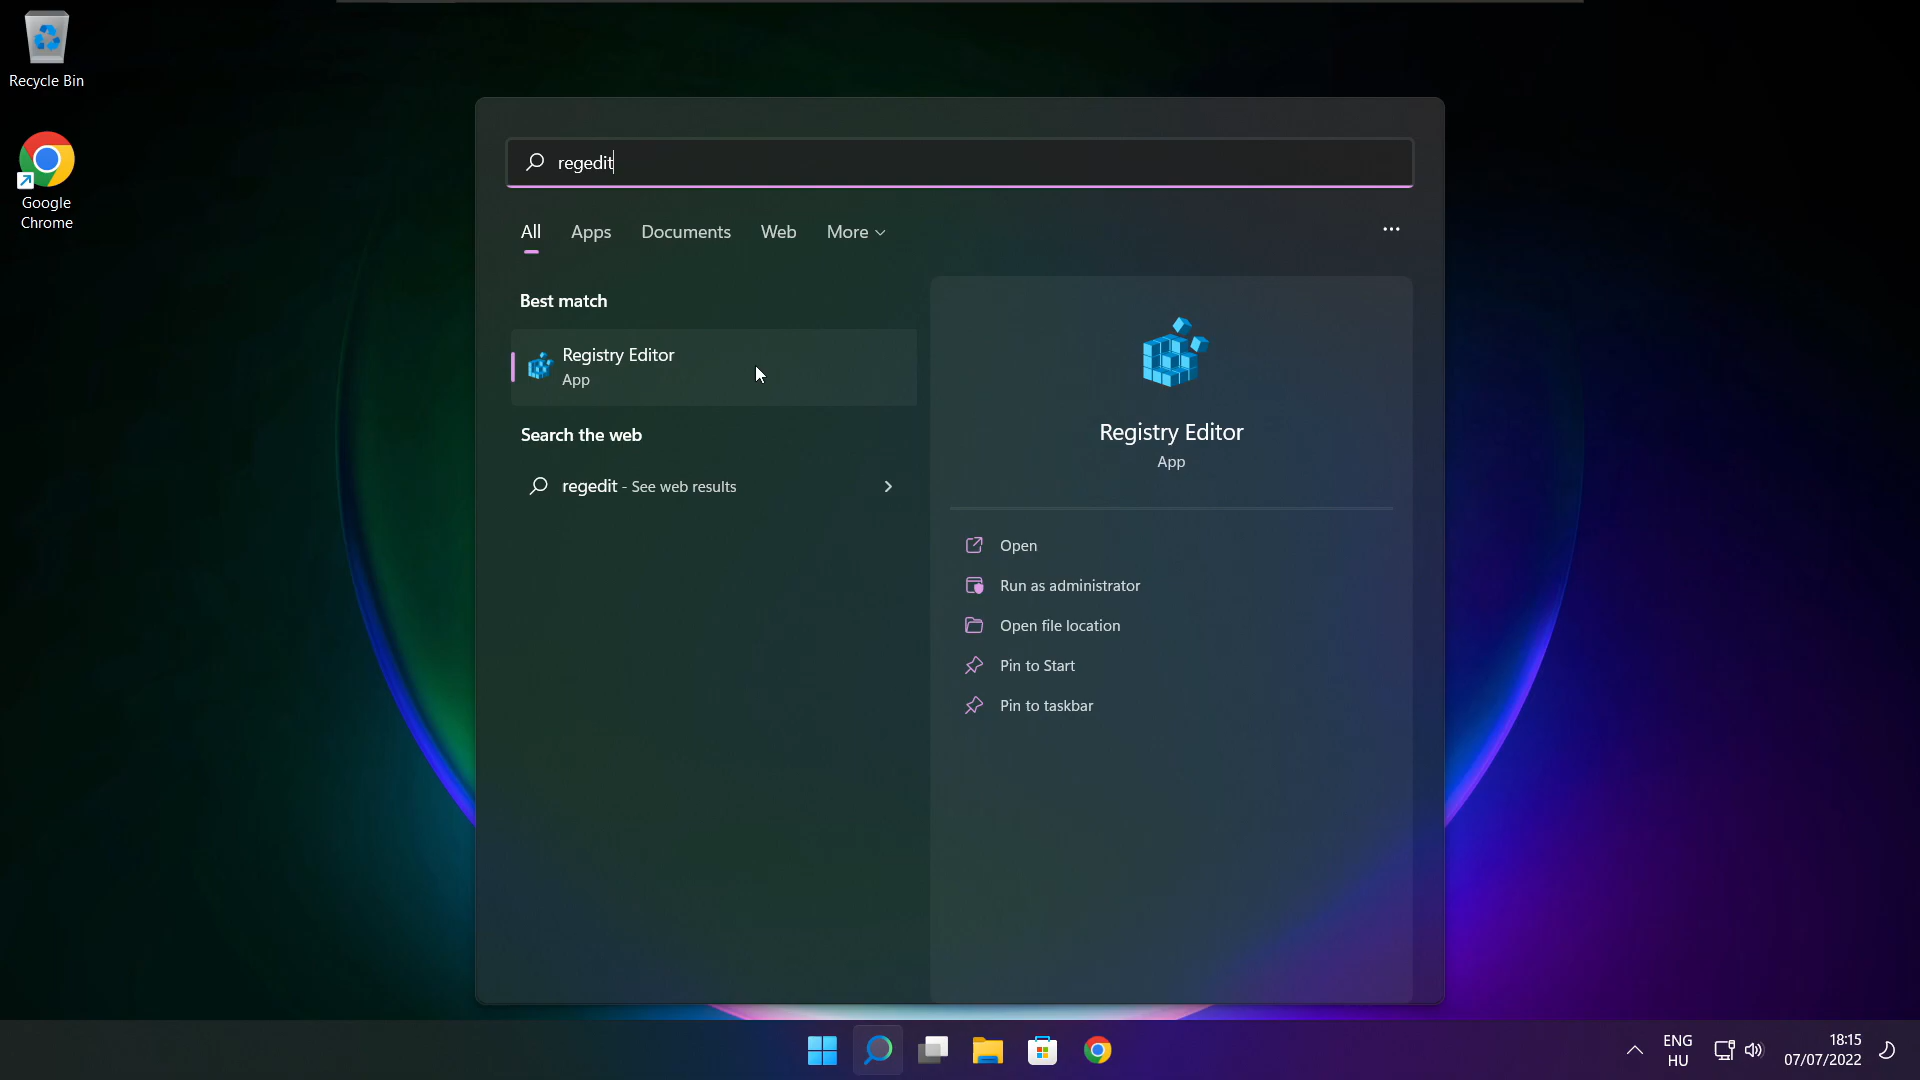 Recycle Bin
Google
Chrome
regedit
All Apps Documents Web More
Best match
Registry Editor
App
Search the web
regedit - See web results
Registry Editor
App
Open
Run as administrator
Open file location
Pin to Start
Pin to taskbar
ENG
HU
18:15
07/07/2022